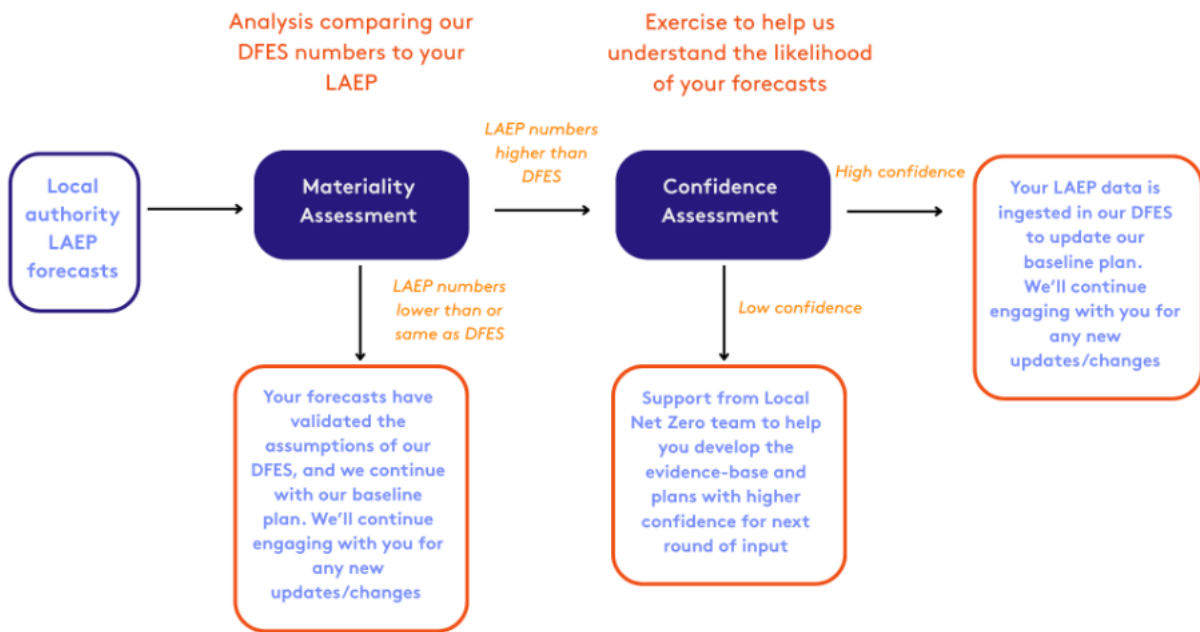 Analysis comparing our
DFES numbers to your
LAEP
Exercise to help us
understand the likelihood
of your forecasts
Local
authority
LAEP
forecasts
Materiality
Assessment
LAEP numbers
higher than
DFES
Confidence
Assessment
High confidence
Your LAEP data is
ingested in our DFES
to update our
baseline plan.
We'll continue
engaging with you for
any new
updates/changes
LAEP numbers
lower than or
same as DFES
Low confidence
Your forecasts have
validated the
assumptions of our
DFES, and we continue
with our baseline
plan. We'll continue
engaging with you for
any new
updates/changes
Support from Local
Net Zero team to help
you develop the
evidence-base and
plans with higher
confidence for next
round of input